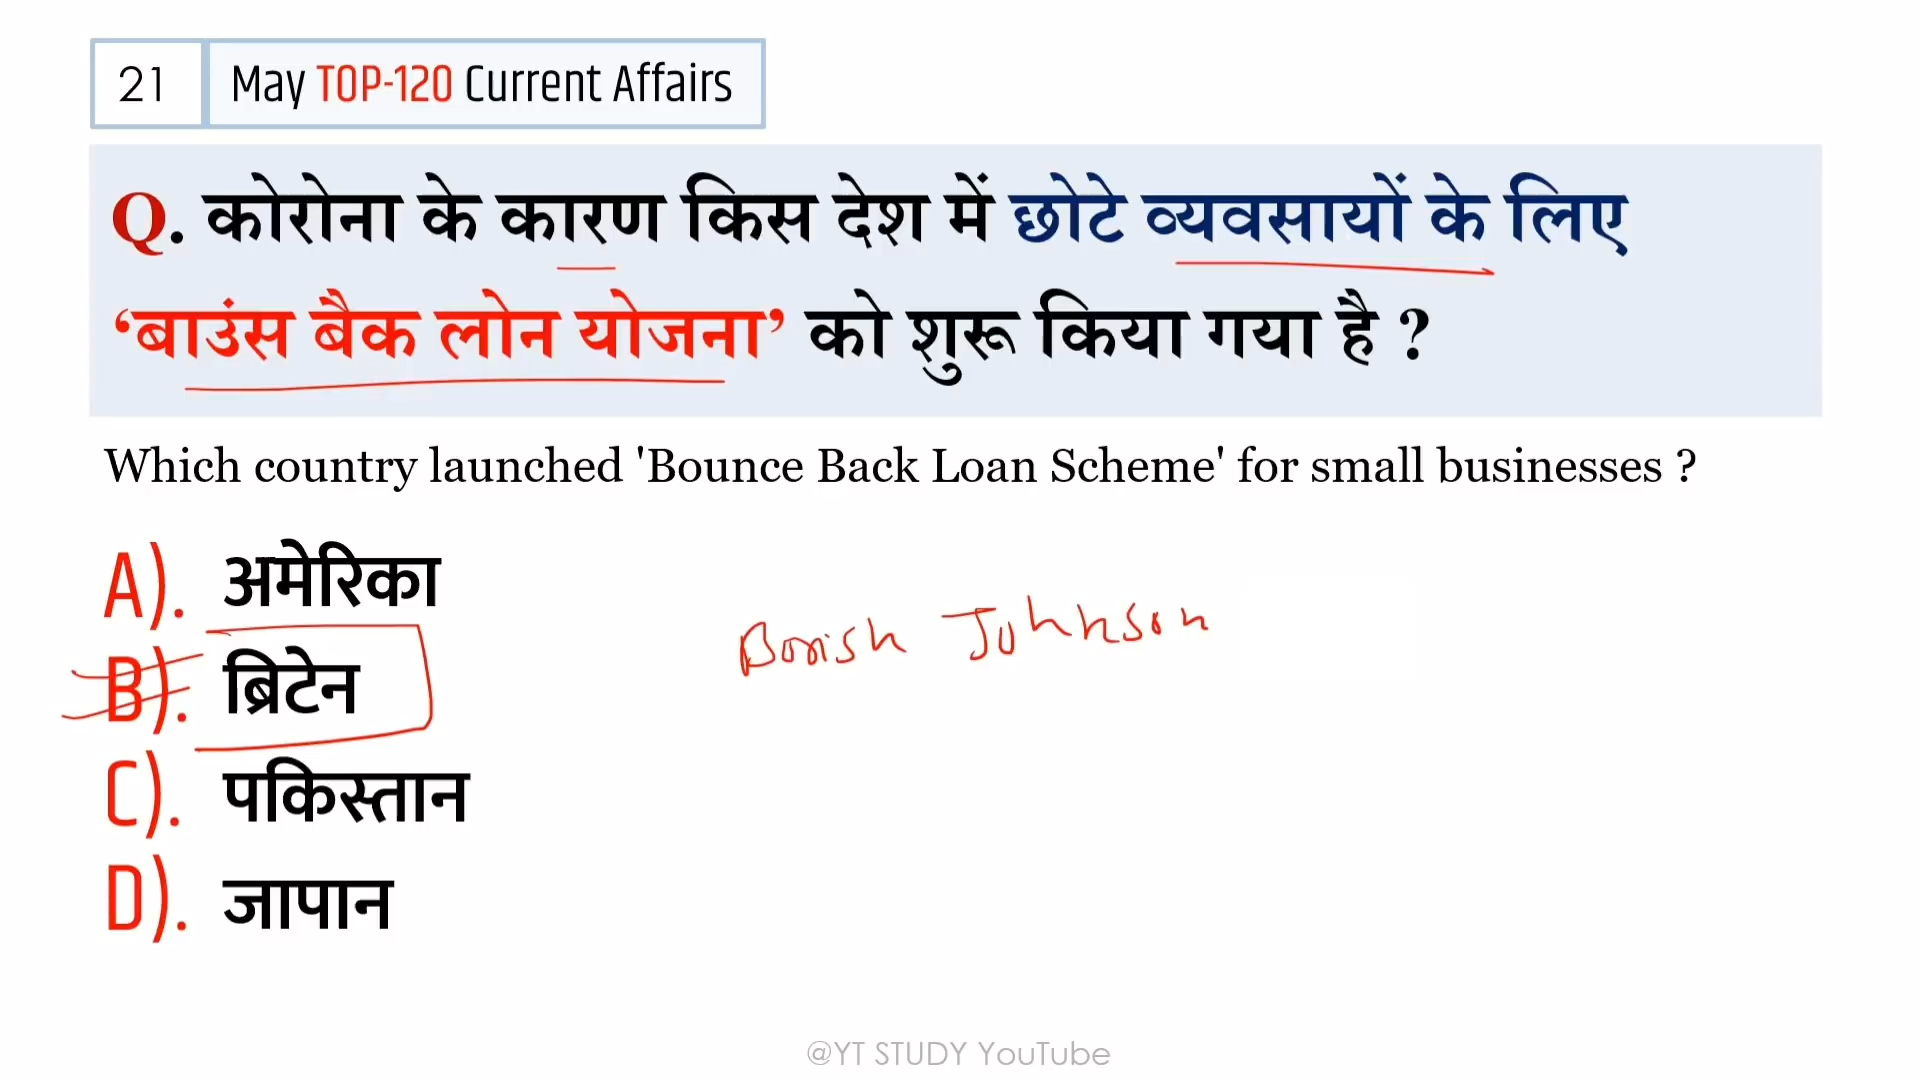 21 May TOP-120 Current Affairs
Q. कोरोना के कारण किस देश में छोटे व्यवसायों के लिए
‘बाउंस बैक लोन योजना’ को शुरू किया गया है ?
Which country launched 'Bounce Back Loan Scheme' for small businesses ?
A). अमेरिका
B). ब्रिटेन
Borish Johnson
C). पकिस्तान
D). जापान
@YT STUDY YouTube